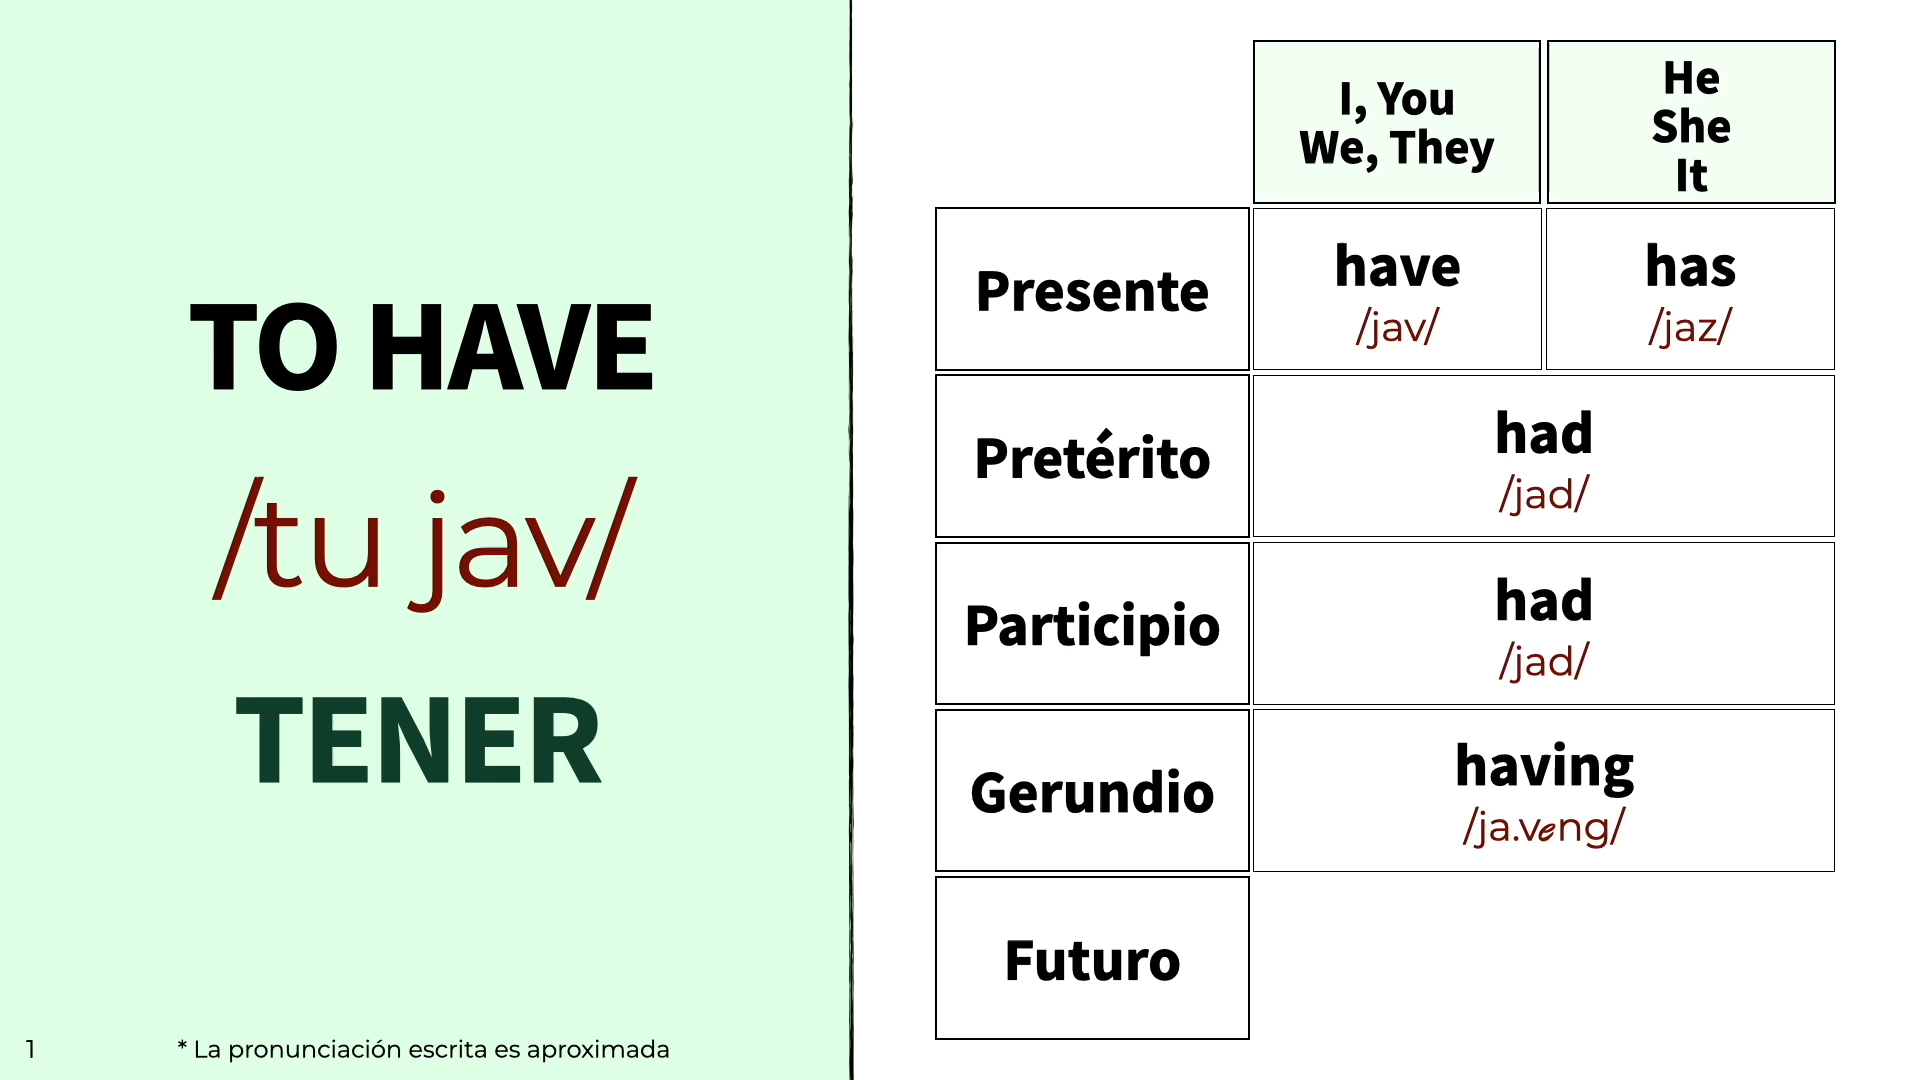 TO HAVE
/tu jav/
TENER
1
* La pronunciación escrita es aproximada
I, You
We, They
He
She
It
Presente
have
/jav/
has
/jaz/
Pretérito
had
/jad/
Participio
had
/jad/
Gerundio
having
/ja.veng/
Futuro